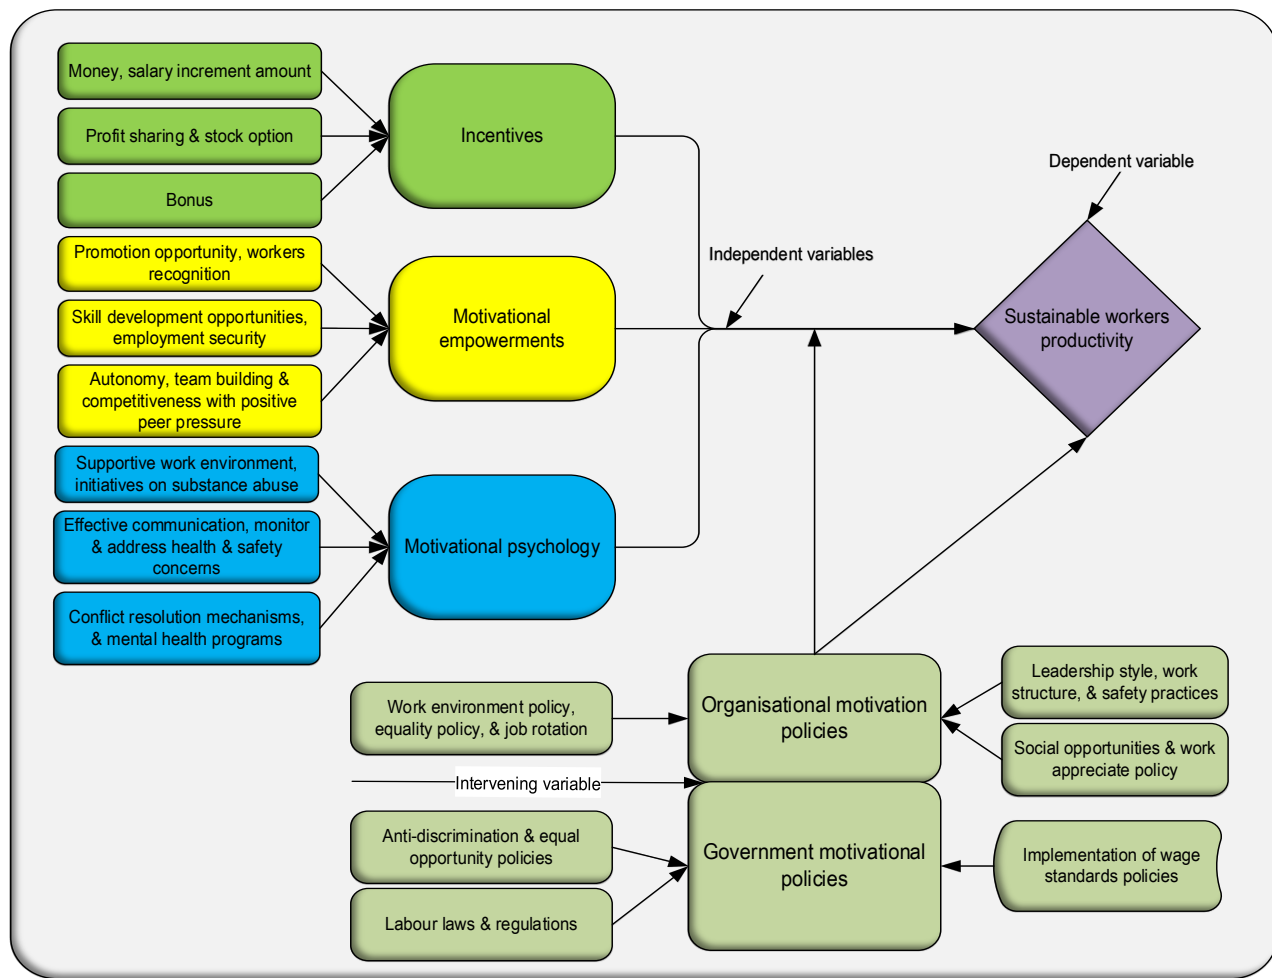 Money, salary increment amount
Profit sharing & stock option
Bonus
Incentives
Promotion opportunity, workers
recognition
Skill development opportunities,
employment security
Autonomy, team building &
competitiveness with positive
peer pressure
Motivational
empowerments
Supportive work environment,
initiatives on substance abuse
Effective communication, monitor
& address health & safety
concerns
Conflict resolution mechanisms,
& mental health programs
Motivational psychology
Independent variables
Dependent variable
Sustainable workers
productivity
Work environment policy,
equality policy, & job rotation
Organisational motivation
policies
Leadership style, work
structure, & safety practices
Social opportunities & work
appreciate policy
Intervening variable
Anti-discrimination & equal
opportunity policies
Labour laws & regulations
Government motivational
policies
Implementation of wage
standards policies